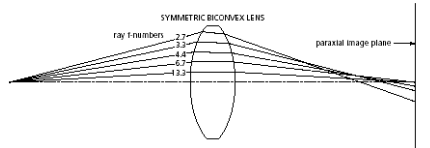 SYMMETRIC BICONVEX LENS
ray f-numbers
2.7
3.3
4.4
6.7
13.3
paraxial image plane